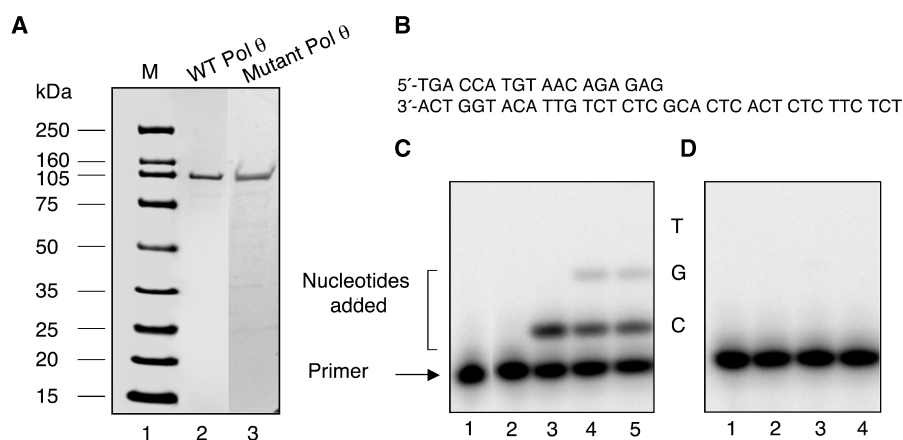 A
B
M
WT Pol θ
Mutant Pol θ
kDa
250
160
105
75
50
35
25
20
15
1 2 3
5´-TGA CCA TGT AAC AGA GAG
3´-ACT GGT ACA TTG TCT CTC GCA CTC ACT CTC TTC TCT
C
D
Nucleotides
added
Primer
T
G
C
1 2 3 4 5
1 2 3 4